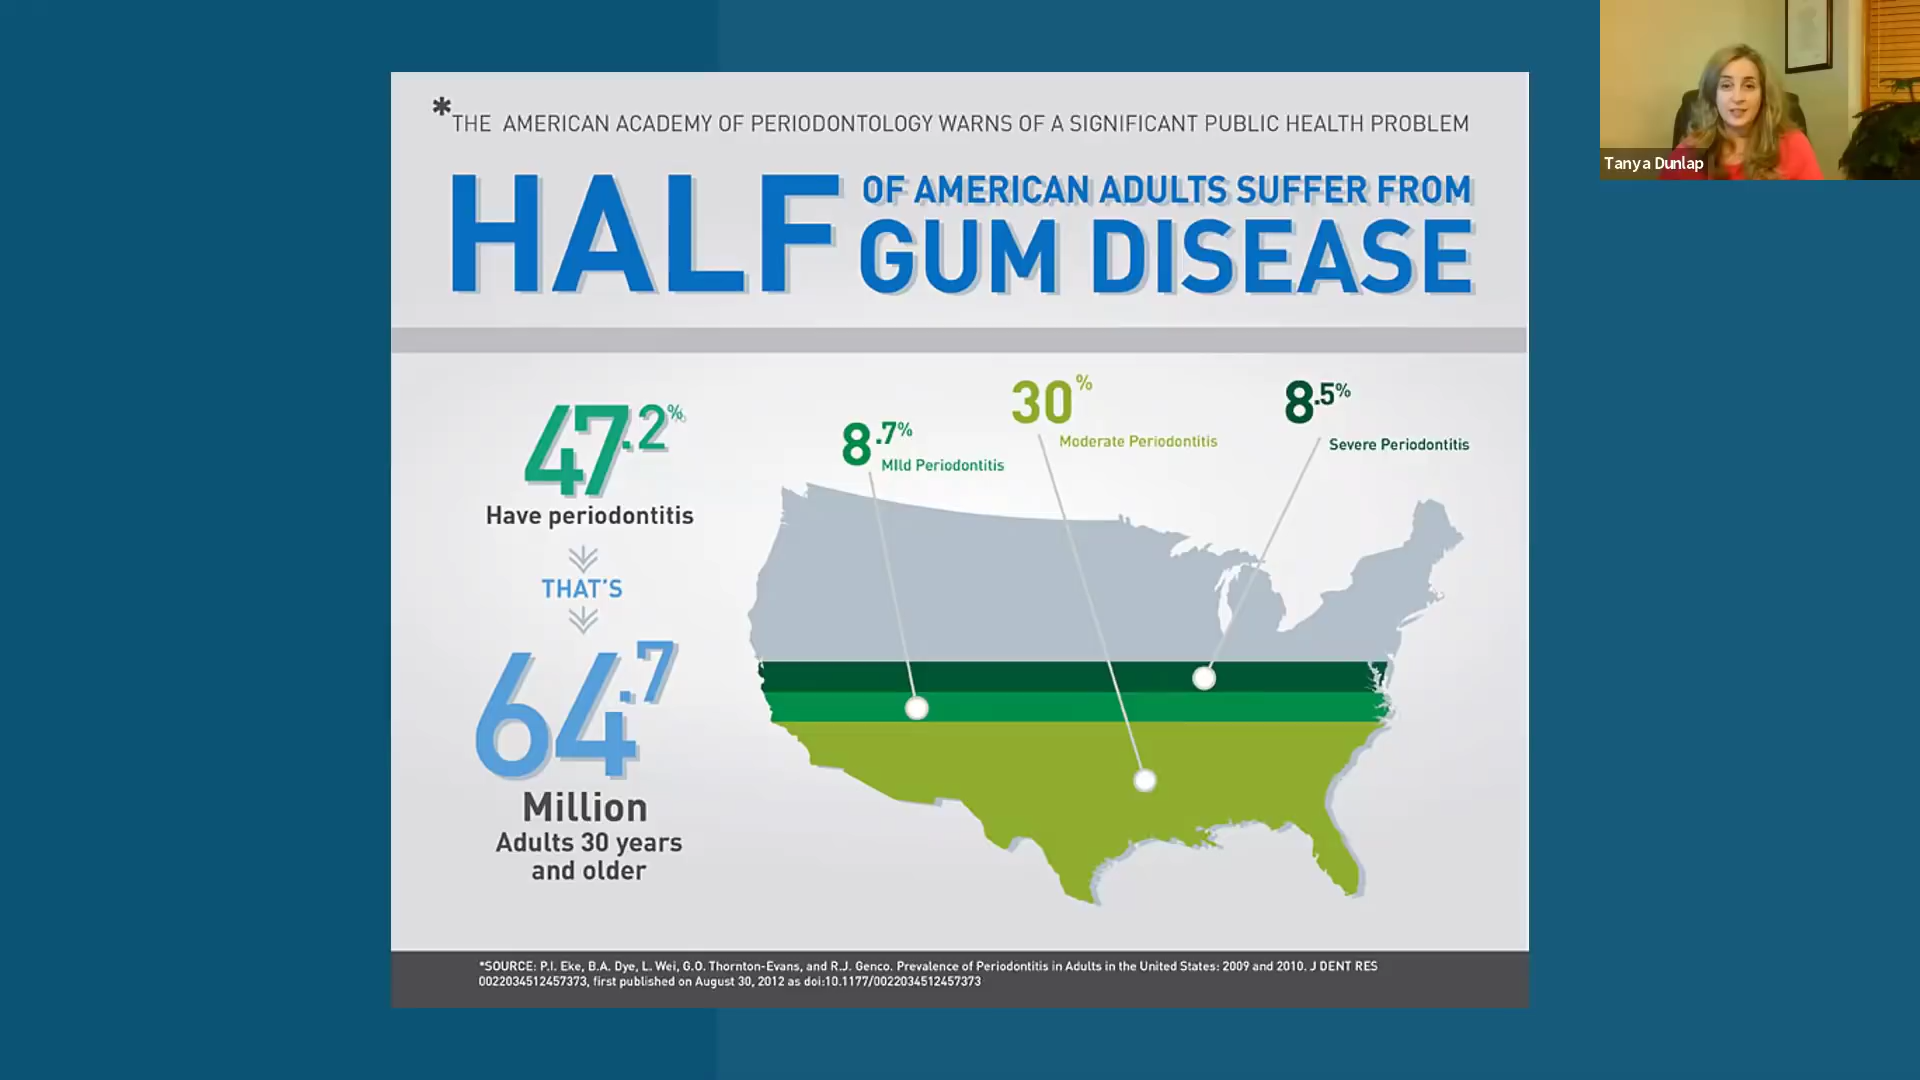 *THE AMERICAN ACADEMY OF PERIODONTOLOGY WARNS OF A SIGNIFICANT PUBLIC HEALTH PROBLEM
HALF OF AMERICAN ADULTS SUFFER FROM
GUM DISEASE
47.2%
Have periodontitis
THAT'S
64.7
Million
Adults 30 years
and older
8.7%
MIld Periodontitis
30%
Moderate Periodontitis
8.5%
Severe Periodontitis
*SOURCE: P.I. Eke, B.A. Dye, L. Wei, G.O. Thornton-Evans, and R.J. Genco. Prevalence of Periodontitis in Adults in the United States: 2009 and 2010. J DENT RES
0022034512457373, first published on August 30, 2012 as doi:10.1177/0022034512457373
Tanya Dunlap